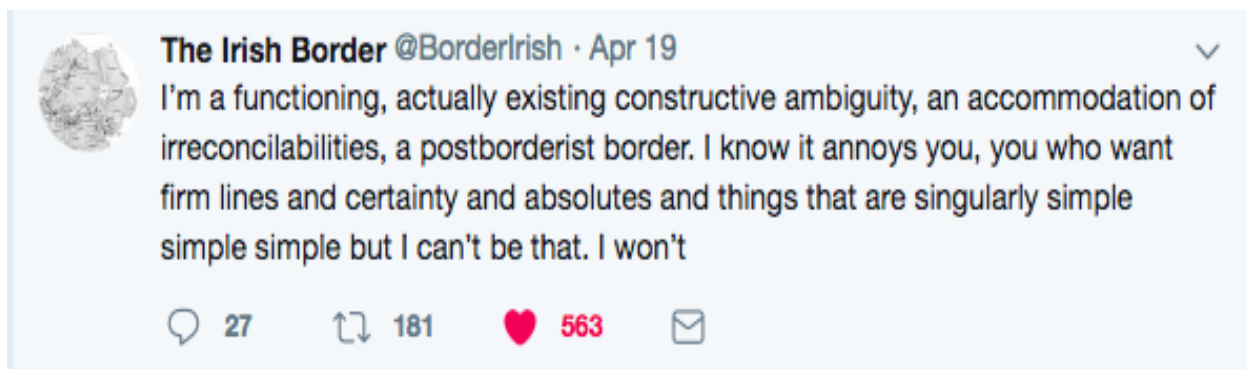 The Irish Border @BorderIrish · Apr 19
I'm a functioning, actually existing constructive ambiguity, an accommodation of
irreconcilabilities, a postborderist border. I know it annoys you, you who want
firm lines and certainty and absolutes and things that are singularly simple
simple simple but I can't be that. I won't
27 181 563